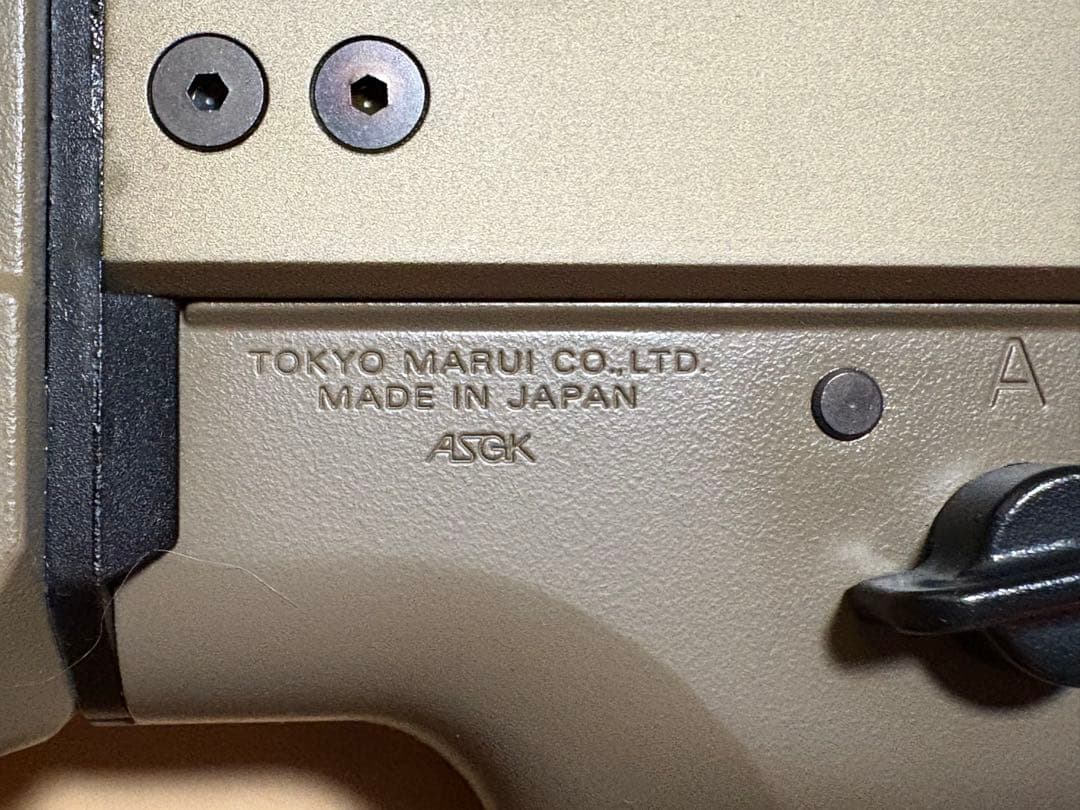 TOKYO MARUI CO.,LTD.
MADE IN JAPAN
ASGK
A